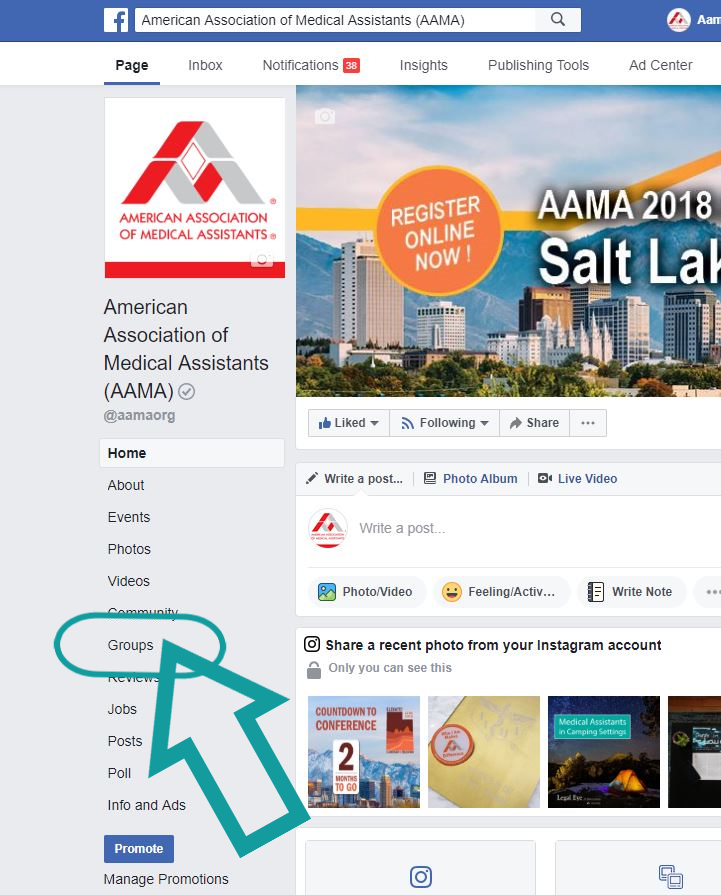 American Association of Medical Assistants (AAMA)
Page Inbox Notifications 38 Insights Publishing Tools Ad Center
AMERICAN ASSOCIATION
OF MEDICAL ASSISTANTS®
REGISTER
ONLINE
NOW !
AAMA 2018
Salt
American
Association of
Medical Assistants
(AAMA)
@aamaorg
Liked Following Share ...
Home
About
Events
Photos
Videos
Community
Groups
Reviews
Jobs
Posts
Poll
Info and Ads
Promote
Manage Promotions
Write a post... Photo Album Live Video
Write a post...
Photo/Video Feeling/Activ... Write Note
Share a recent photo from your Instagram account
Only you can see this
COUNTDOWN TO
CONFERENCE
2
MONTHS
TO GO
Medical Assistants
in Camping Settings
Legal Eye